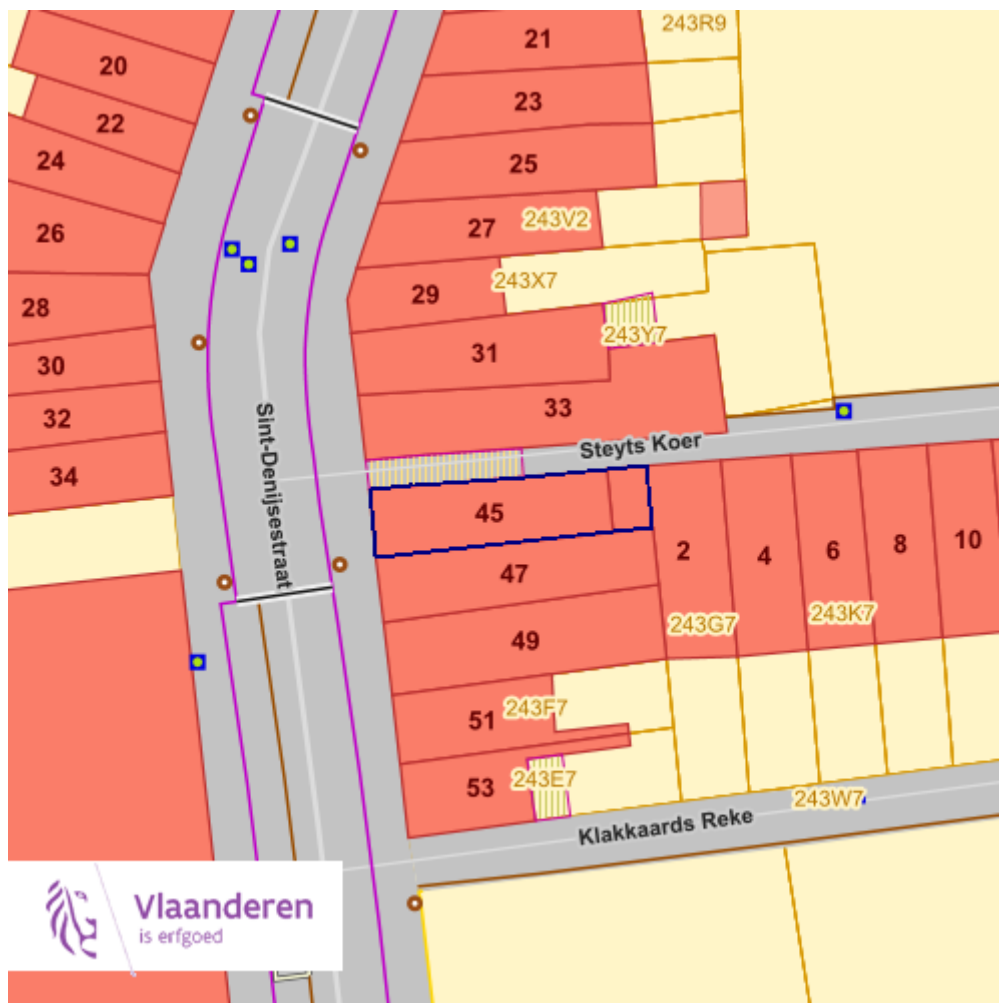 243R9
20
21
22
23
24
25
26
27
243V2
28
29
243X7
30
31
243Y7
32
33
34
Steyts Koer
Sint-Denijsestraat
45
2
4
6
8
10
47
49
243G7
243K7
51
243F7
53
243E7
243W7
Klakkaards Reke
Vlaanderen
is erfgoed